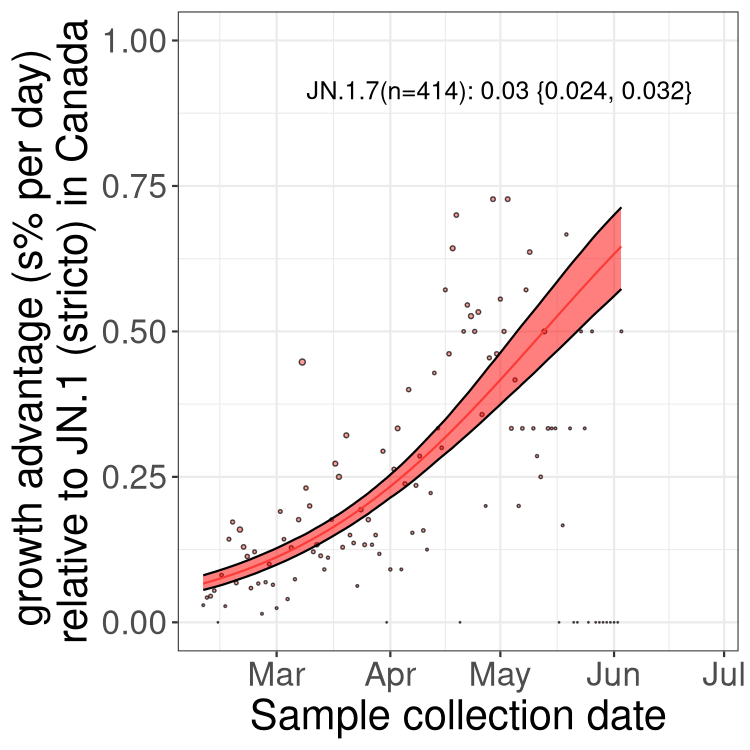 growth advantage (s% per day)
relative to JN.1 (stricto) in Canada
1.00
0.75
0.50
0.25
0.00
JN.1.7(n=414): 0.03 {0.024, 0.032}
Mar Apr May Jun Jul
Sample collection date